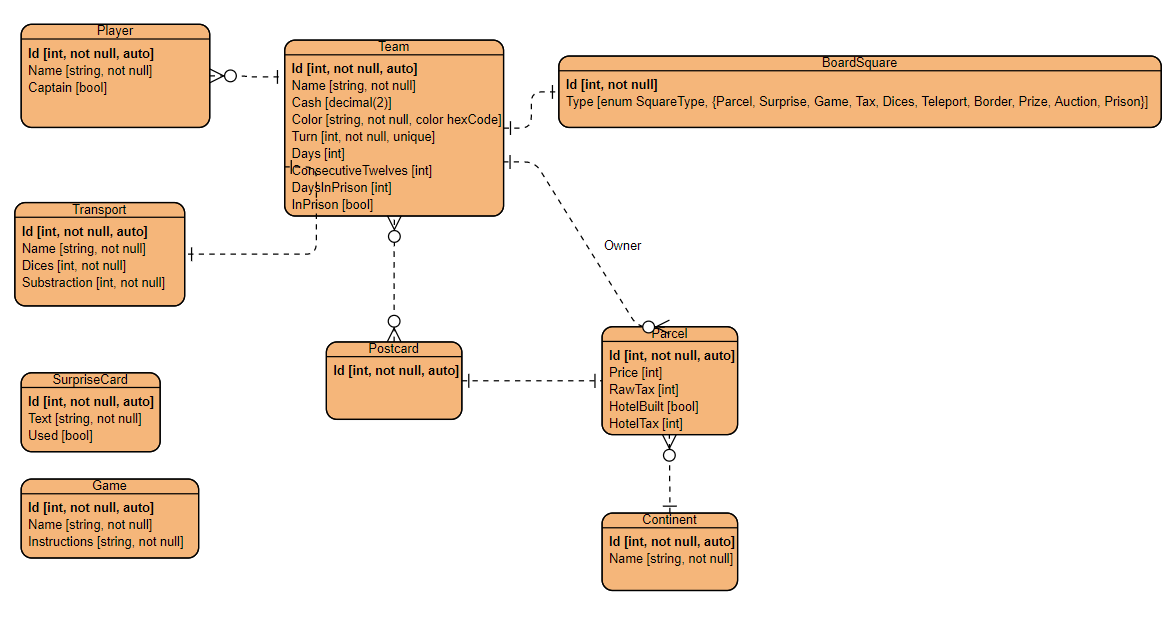 Player
Id [int, not null, auto]
Name [string, not null]
Captain [bool]
Team
Id [int, not null, auto]
Name [string, not null]
Cash [decimal(2)]
Color [string, not null, color hexCode]
Turn [int, not null, unique]
Days [int]
ConsecutiveTwelves [int]
DaysInPrison [int]
InPrison [bool]
BoardSquare
Id [int, not null]
Type [enum SquareType, {Parcel, Surprise, Game, Tax, Dices, Teleport, Border, Prize, Auction, Prison}]
Transport
Id [int, not null, auto]
Name [string, not null]
Dices [int, not null]
Substraction [int, not null]
Owner
Postcard
Id [int, not null, auto]
Parcel
Id [int, not null, auto]
Price [int]
RawTax [int]
HotelBuilt [bool]
HotelTax [int]
SurpriseCard
Id [int, not null, auto]
Text [string, not null]
Used [bool]
Game
Id [int, not null, auto]
Name [string, not null]
Instructions [string, not null]
Continent
Id [int, not null, auto]
Name [string, not null]